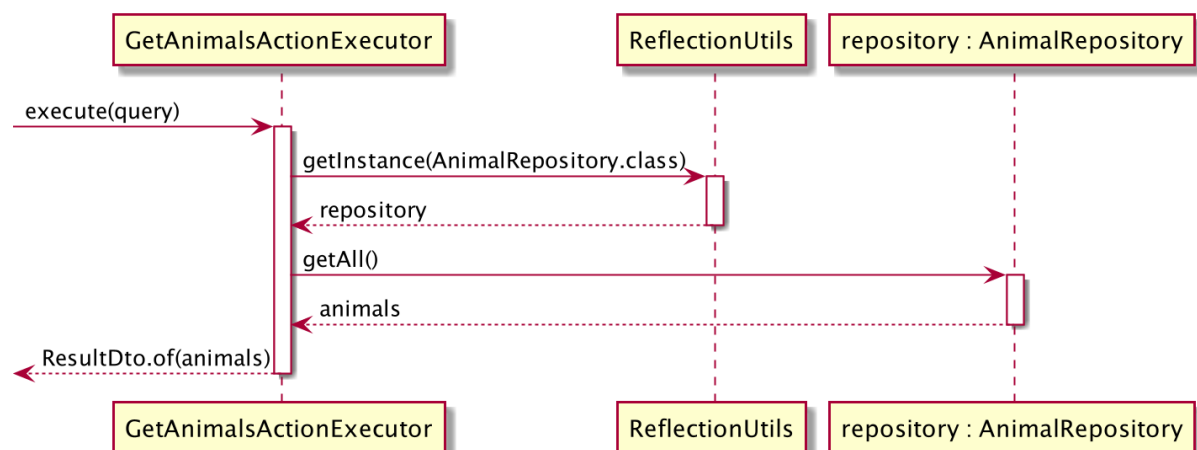 GetAnimalsActionExecutor
ReflectionUtils
repository : AnimalRepository
execute(query)
getInstance(AnimalRepository.class)
repository
getAll()
animals
ResultDto.of(animals)
GetAnimalsActionExecutor
ReflectionUtils
repository : AnimalRepository